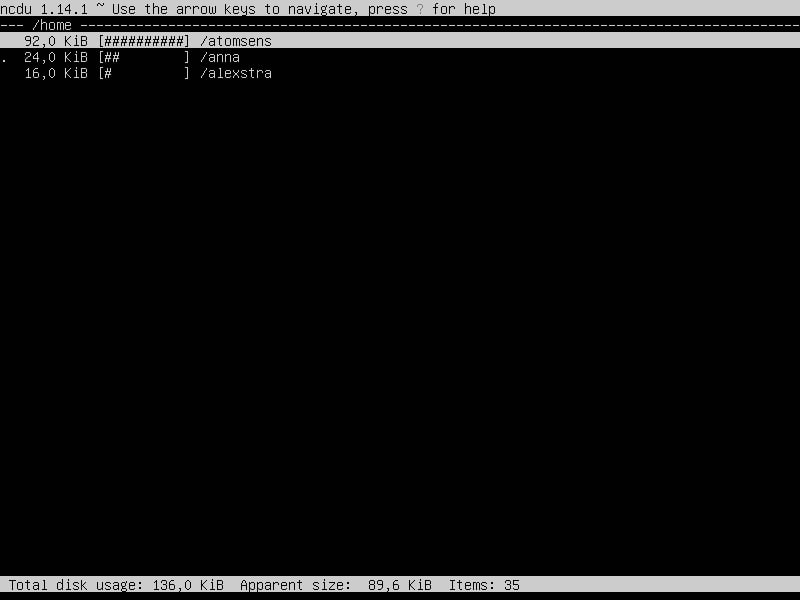 ncdu 1.14.1 ~ Use the arrow keys to navigate, press ? for help
--- /home ----------------------------------------------------------------------------------------
92,0 KiB [##########] /atomsens
. 24,0 KiB [##        ] /anna
16,0 KiB [#         ] /alexstra
Total disk usage: 136,0 KiB  Apparent size:  89,6 KiB  Items: 35